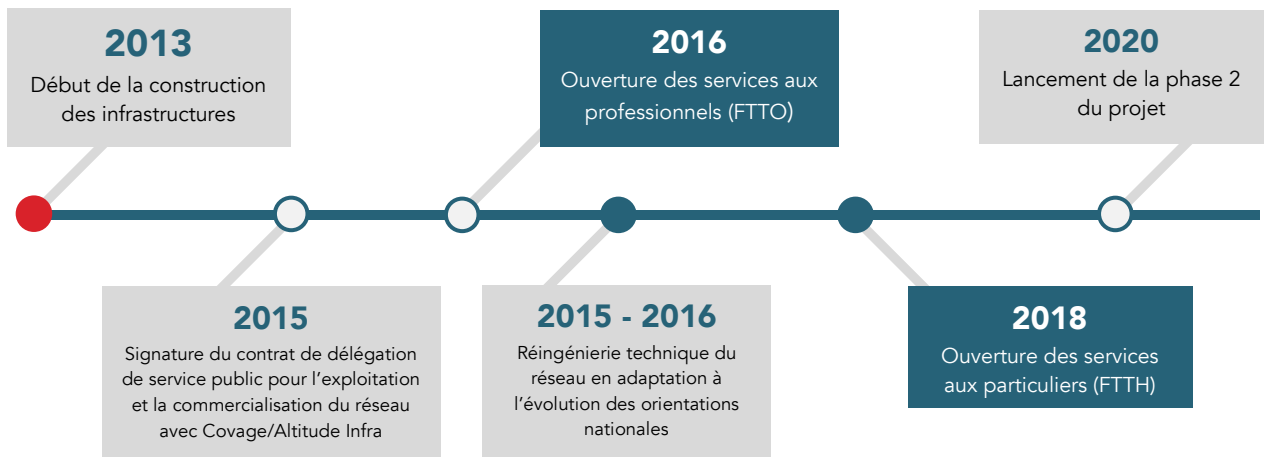 2013
Début de la construction
des infrastructures
2016
Ouverture des services aux
professionnels (FTTO)
2020
Lancement de la phase 2
du projet
2015
Signature du contrat de délégation
de service public pour l'exploitation
et la commercialisation du réseau
avec Covage/Altitude Infra
2015 - 2016
Réingénierie technique du
réseau en adaptation à
l'évolution des orientations
nationales
2018
Ouverture des services
aux particuliers (FTTH)